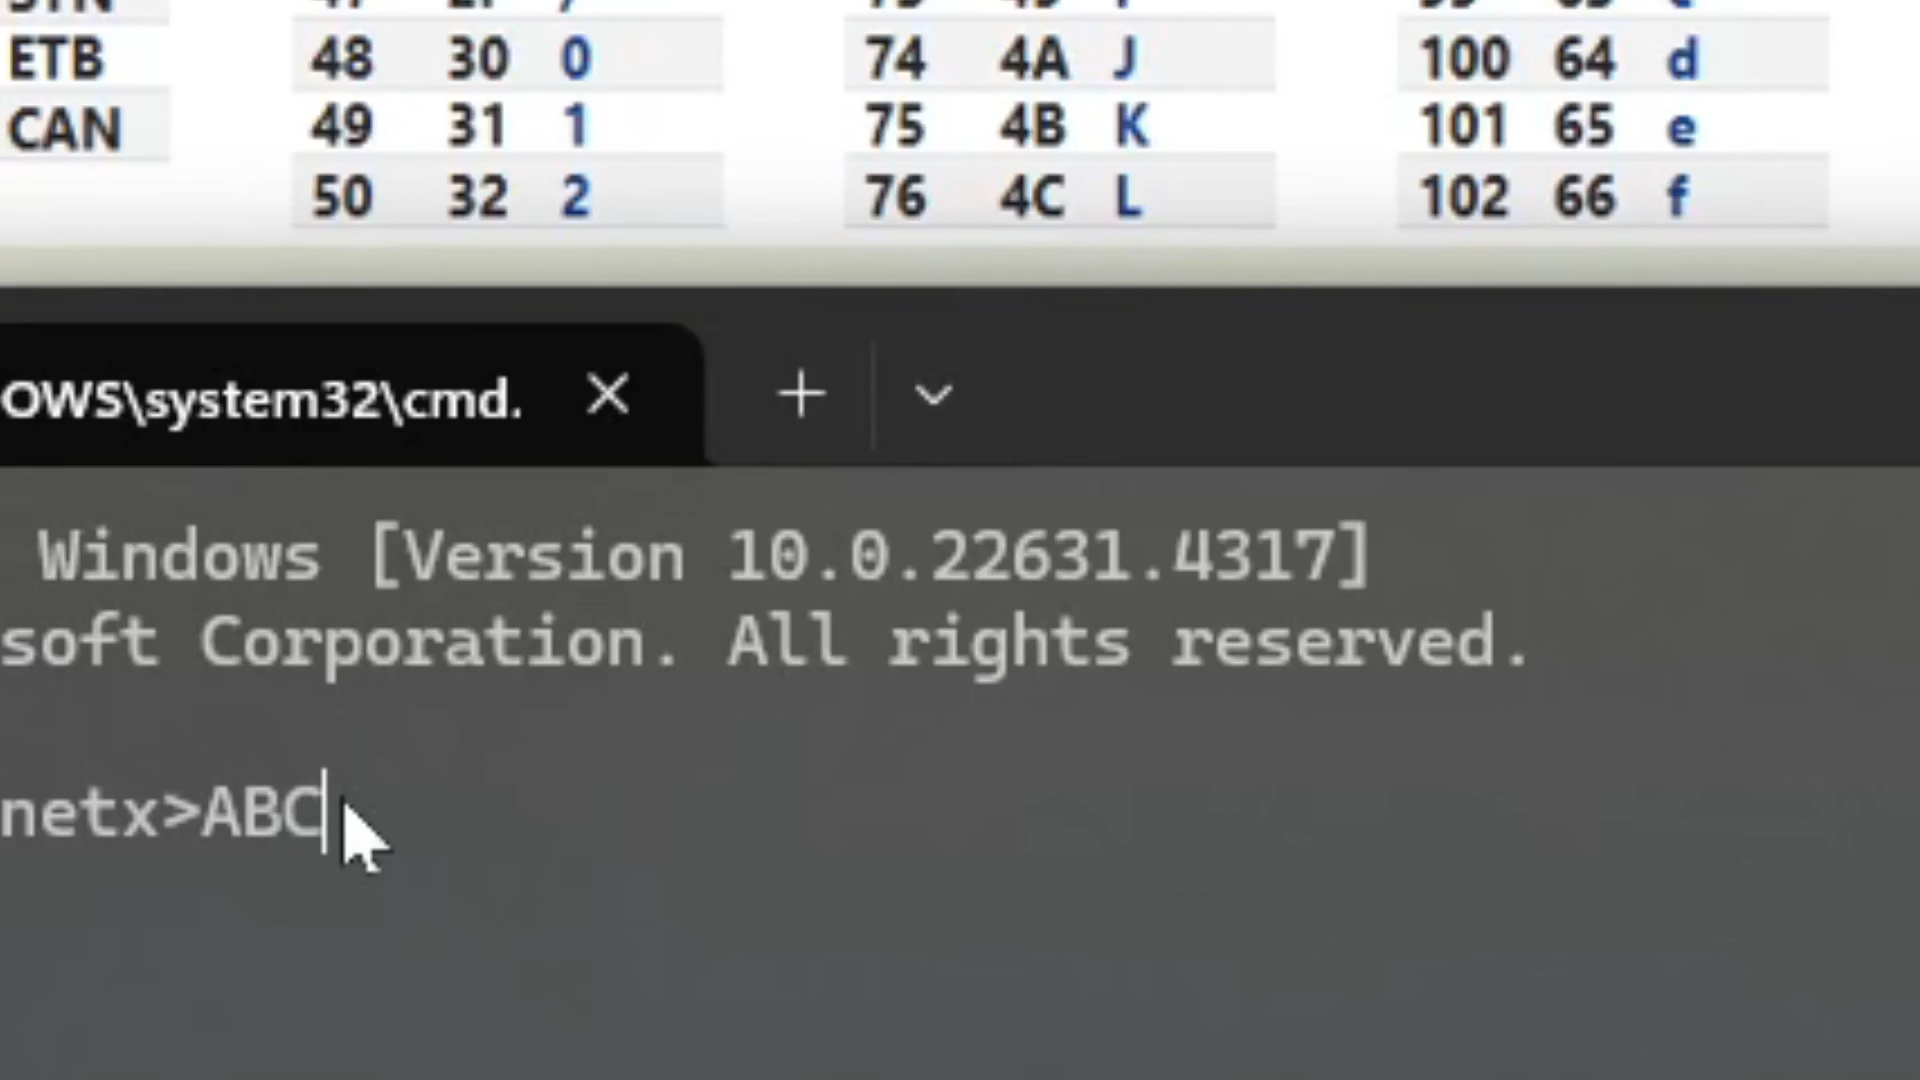 ETB 48 30 0 74 4A J 100 64 d
CAN 49 31 1 75 4B K 101 65 e
50 32 2 76 4C L 102 66 f
OWS\system32\cmd.
Windows [Version 10.0.22631.4317]
soft Corporation. All rights reserved.
netx>ABC